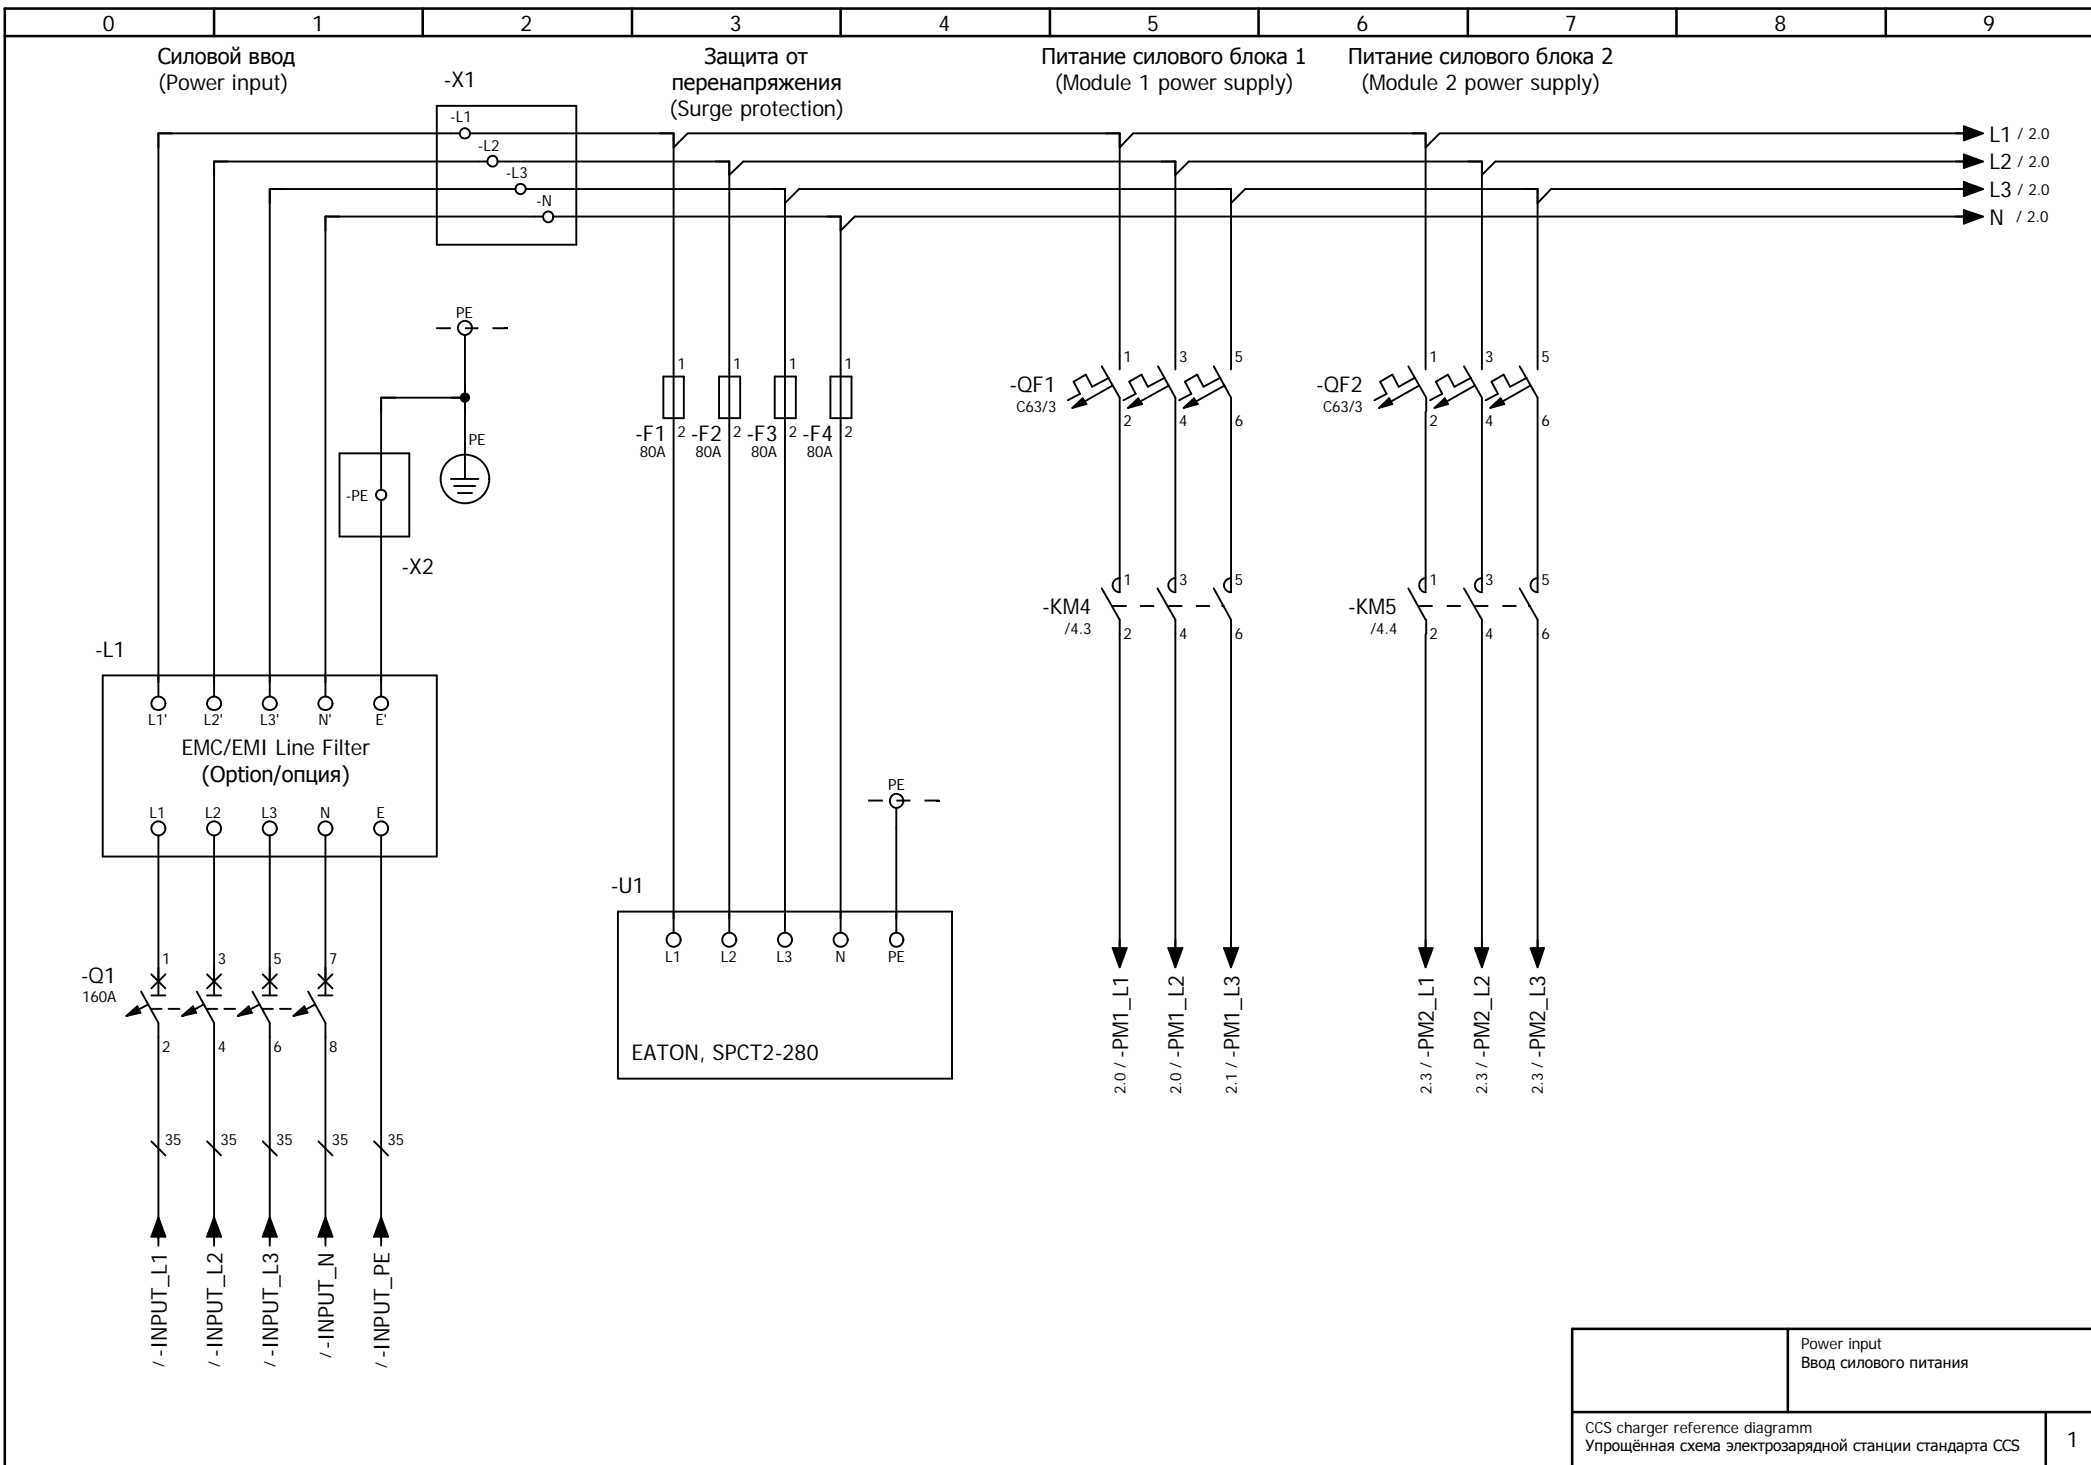 0 1 2 3 4 5 6 7 8 9
Силовой ввод
(Power input)
-X1
Защита от
перенапряжения
(Surge protection)
Питание силового блока 1
(Module 1 power supply)
Питание силового блока 2
(Module 2 power supply)
-L1
-L2
-L3
-N
L1 / 2.0
L2 / 2.0
L3 / 2.0
N / 2.0
PE
PE
-PE
-X2
1 1 1 1
-F1 2 -F2 2 -F3 2 -F4 2
80A 80A 80A 80A
-QF1
C63/3
1 3 5
2 4 6
-QF2
C63/3
1 3 5
2 4 6
-KM4
/4.3
1 3 5
2 4 6
-KM5
/4.4
1 3 5
2 4 6
-L1
L1' L2' L3' N' E'
EMC/EMI Line Filter
(Option/опция)
L1 L2 L3 N E
PE
-U1
L1 L2 L3 N PE
EATON, SPCT2-280
-Q1
160A
1 3 5 7
2 4 6 8
35 35 35 35 35
/ -INPUT_L1
/ -INPUT_L2
/ -INPUT_L3
/ -INPUT_N
/ -INPUT_PE
2.0 / -PM1_L1
2.0 / -PM1_L2
2.1 / -PM1_L3
2.3 / -PM2_L1
2.3 / -PM2_L2
2.3 / -PM2_L3
Power input
Ввод силового питания
CCS charger reference diagramm
Упрощённая схема электрозарядной станции стандарта CCS
1